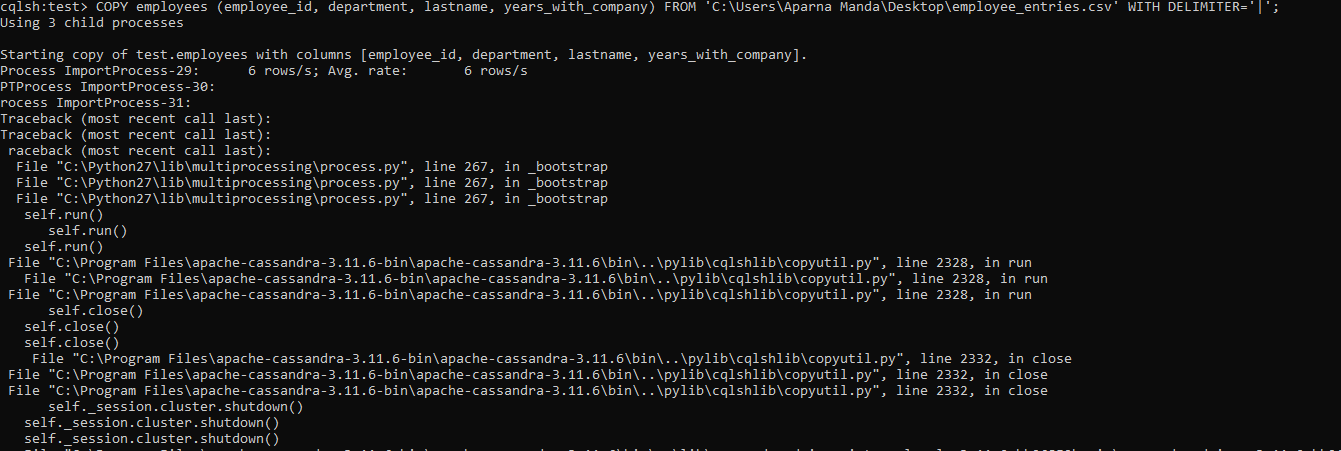 cqlsh:test> COPY employees (employee_id, department, lastname, years_with_company) FROM 'C:\Users\Aparna Manda\Desktop\employee_entries.csv' WITH DELIMITER='|';
Using 3 child processes
Starting copy of test.employees with columns [employee_id, department, lastname, years_with_company].
Process ImportProcess-29:      6 rows/s; Avg. rate:       6 rows/s
PTProcess ImportProcess-30:
rocess ImportProcess-31:
Traceback (most recent call last):
Traceback (most recent call last):
 raceback (most recent call last):
  File "C:\Python27\lib\multiprocessing\process.py", line 267, in _bootstrap
  File "C:\Python27\lib\multiprocessing\process.py", line 267, in _bootstrap
  File "C:\Python27\lib\multiprocessing\process.py", line 267, in _bootstrap
   self.run()
      self.run()
   self.run()
 File "C:\Program Files\apache-cassandra-3.11.6-bin\apache-cassandra-3.11.6\bin\..\pylib\cqlshlib\copyutil.py", line 2328, in run
   File "C:\Program Files\apache-cassandra-3.11.6-bin\apache-cassandra-3.11.6\bin\..\pylib\cqlshlib\copyutil.py", line 2328, in run
 File "C:\Program Files\apache-cassandra-3.11.6-bin\apache-cassandra-3.11.6\bin\..\pylib\cqlshlib\copyutil.py", line 2328, in run
      self.close()
   self.close()
   self.close()
    File "C:\Program Files\apache-cassandra-3.11.6-bin\apache-cassandra-3.11.6\bin\..\pylib\cqlshlib\copyutil.py", line 2332, in close
 File "C:\Program Files\apache-cassandra-3.11.6-bin\apache-cassandra-3.11.6\bin\..\pylib\cqlshlib\copyutil.py", line 2332, in close
 File "C:\Program Files\apache-cassandra-3.11.6-bin\apache-cassandra-3.11.6\bin\..\pylib\cqlshlib\copyutil.py", line 2332, in close
      self._session.cluster.shutdown()
   self._session.cluster.shutdown()
   self._session.cluster.shutdown()